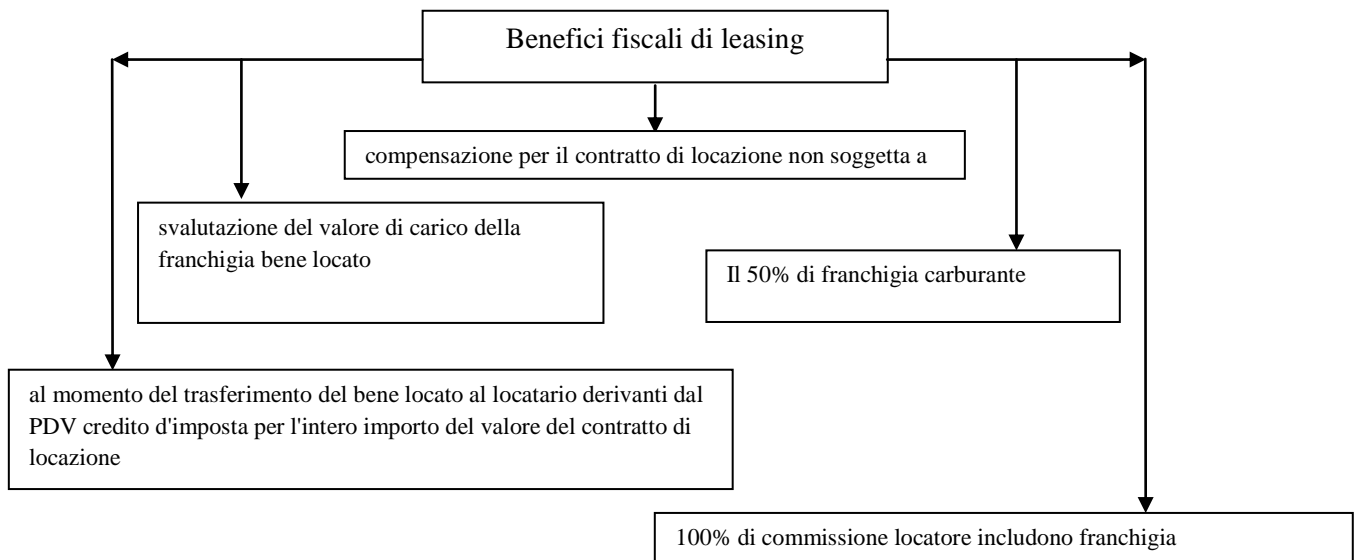 Benefici fiscali di leasing
compensazione per il contratto di locazione non soggetta a
svalutazione del valore di carico della
franchigia bene locato
Il 50% di franchigia carburante
al momento del trasferimento del bene locato al locatario derivanti dal
PDV credito d'imposta per l'intero importo del valore del contratto di
locazione
100% di commissione locatore includono franchigia